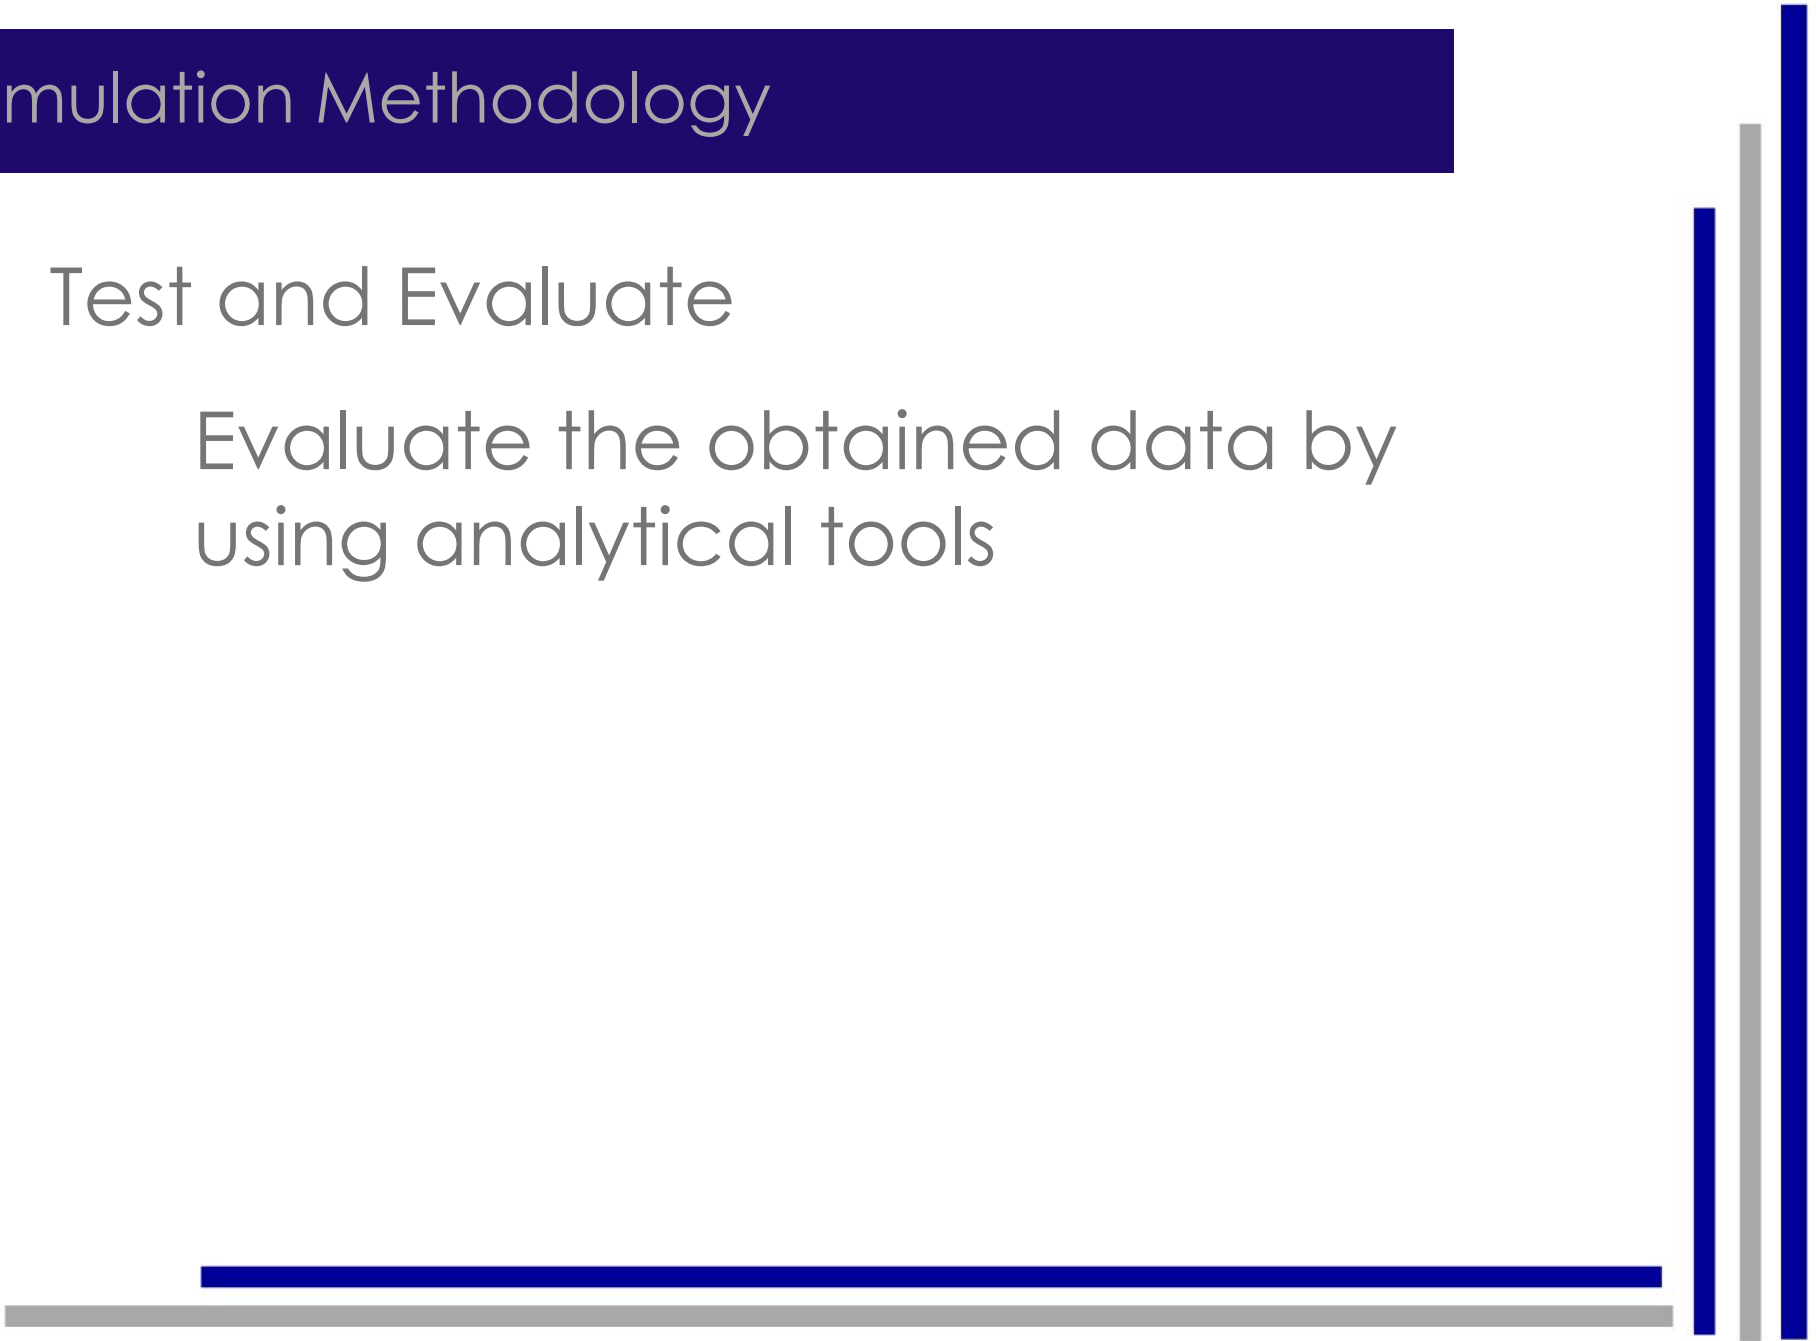 mulation Methodology
Test and Evaluate
Evaluate the obtained data by
using analytical tools